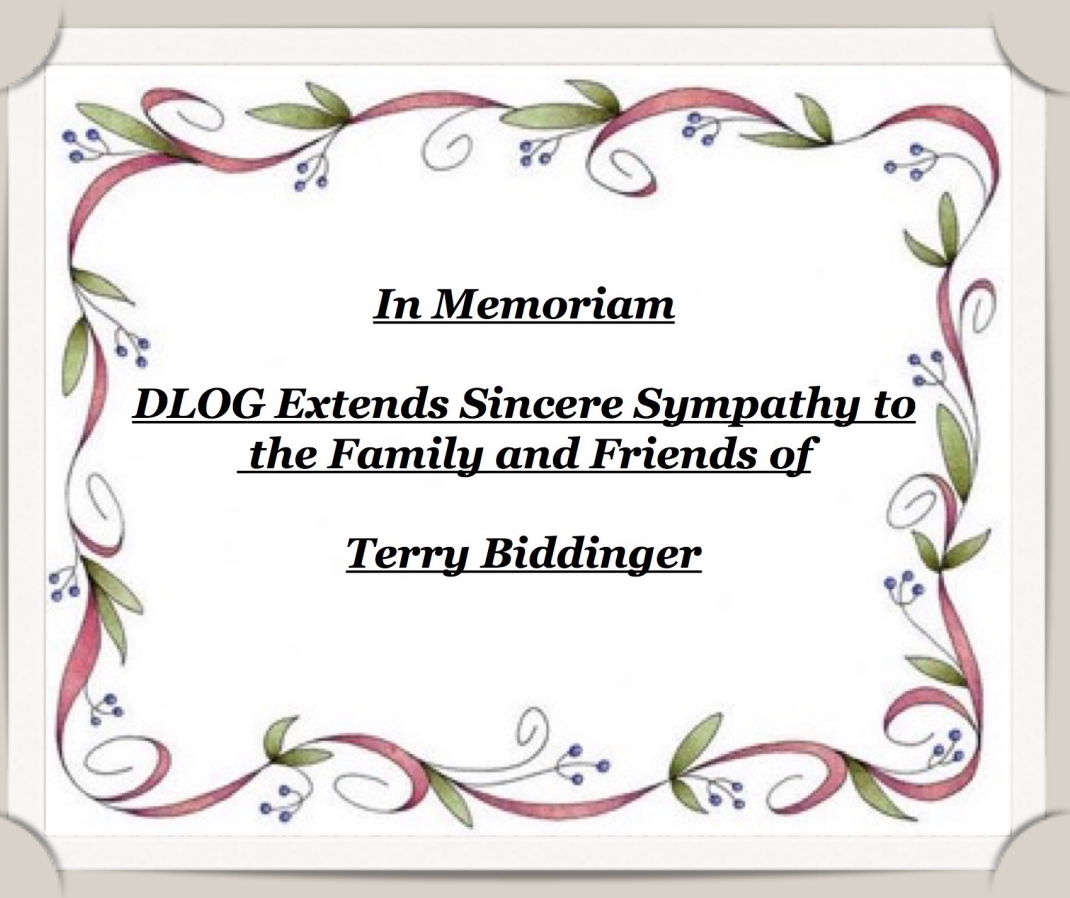 In Memoriam
DLOG Extends Sincere Sympathy to
the Family and Friends of
Terry Biddinger